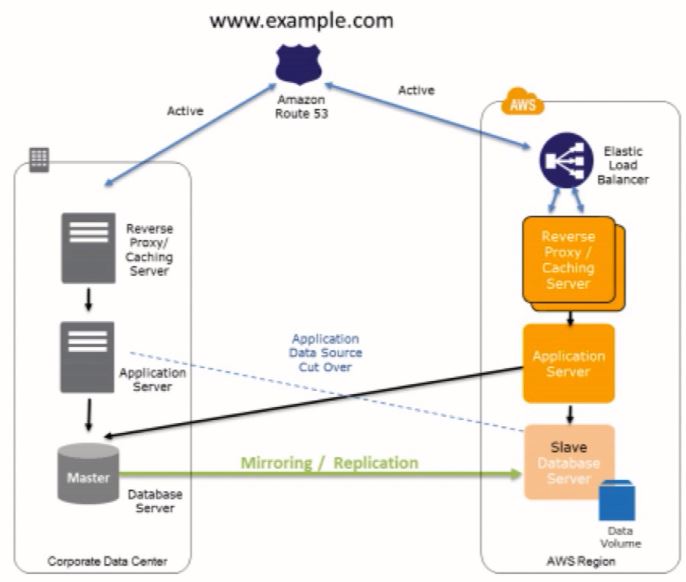 www.example.com
Amazon
Route 53
Active
Active
AWS
Elastic
Load
Balancer
Reverse
Proxy/
Caching
Server
Reverse
Proxy /
Caching
Server
Application
Data Source
Cut Over
Application
Server
Application
Server
Mirroring / Replication
Master
Database
Server
Slave
Database
Server
Data
Volume
Corporate Data Center
AWS Region